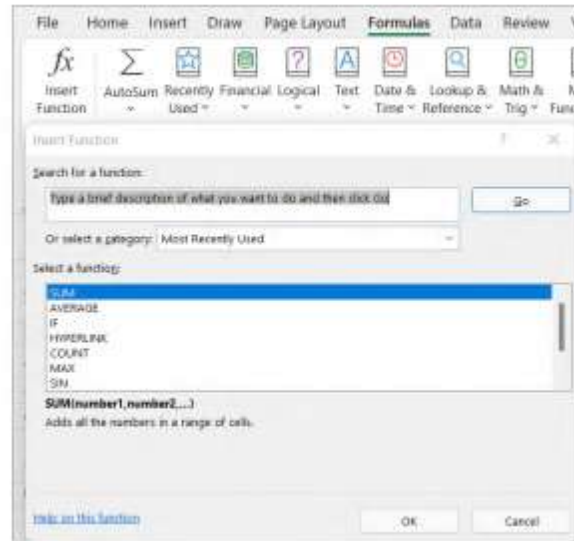 File Home Insert Draw Page Layout Formulas Data Review
fx
Insert Function
AutoSum
Recently Used
Financial
Logical
Text
Date & Time
Lookup & Reference
Math & Trig
Insert Function ? ×
Search for a function:
Type a brief description of what you want to do and then click Go
Go
Or select a category: Most Recently Used
Select a function:
SUM
AVERAGE
IF
HYPERLINK
COUNT
MAX
SIN
SUM(number1,number2,...)
Adds all the numbers in a range of cells.
Help on this function
OK Cancel